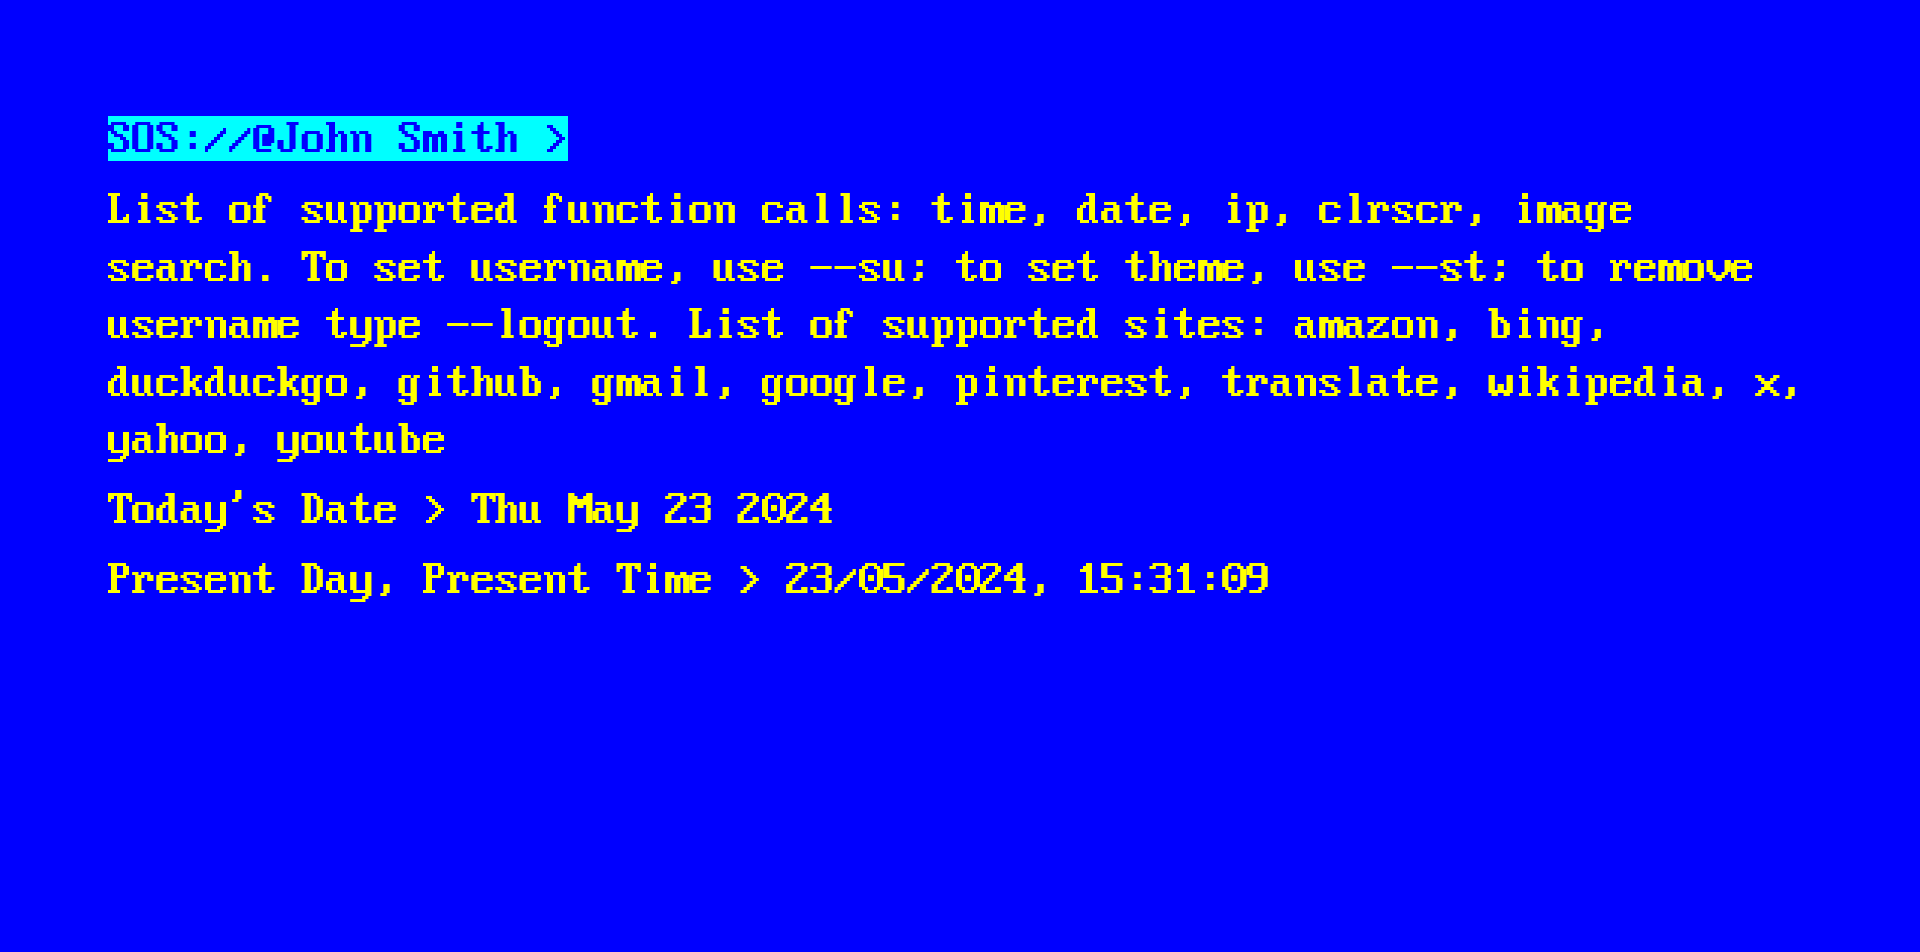 SOS://@John Smith >
List of supported function calls: time, date, ip, clrscr, image
search. To set username, use --su; to set theme, use --st; to remove
username type --logout. List of supported sites: amazon, bing,
duckduckgo, github, gmail, google, pinterest, translate, wikipedia, x,
yahoo, youtube
Today's Date > Thu May 23 2024
Present Day, Present Time > 23/05/2024, 15:31:09